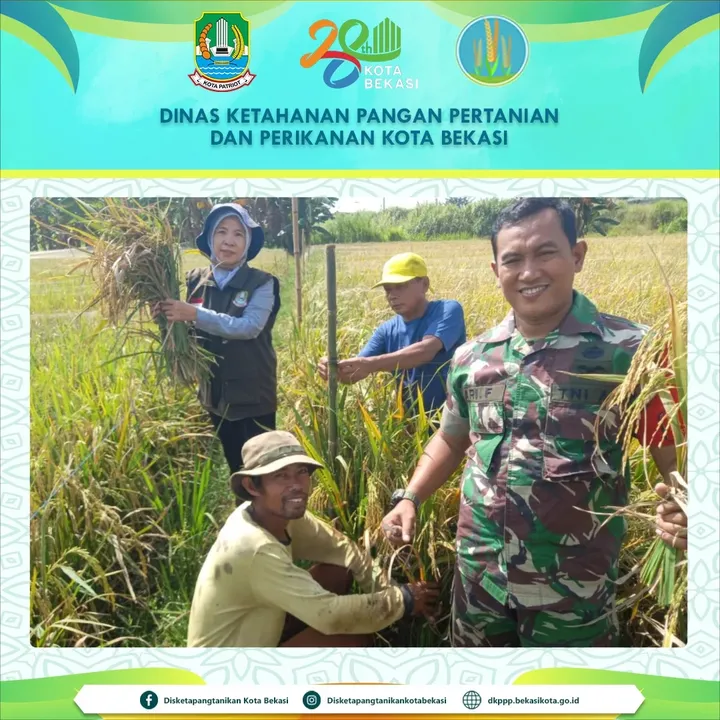 KOTA PATRIOT
28th
KOTA
BEKASI
DINAS KETAHANAN PANGAN PERTANIAN
DAN PERIKANAN KOTA BEKASI
TNI
Disketapangtanikan Kota Bekasi
Disketapangtanikankotabekasi
dkppp.bekasikota.go.id